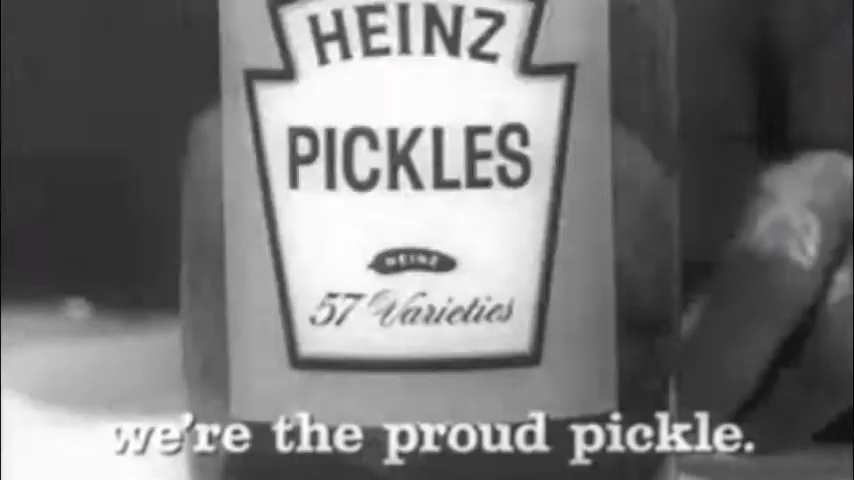 HEINZ
PICKLES
HEINZ
57 Varieties
we're the proud pickle.